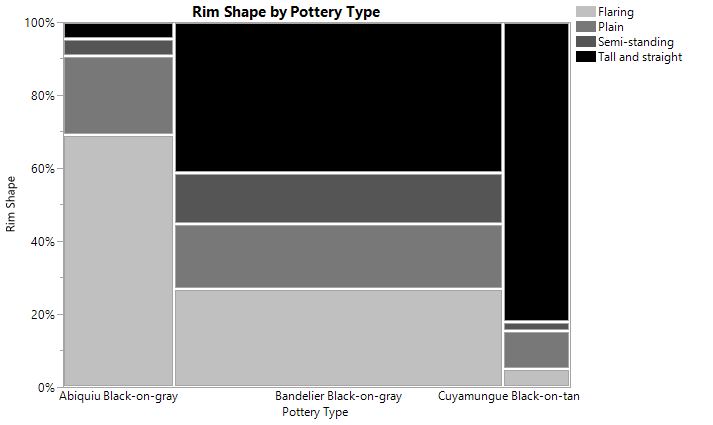 Rim Shape by Pottery Type
Flaring
Plain
Semi-standing
Tall and straight
100%
80%
60%
40%
20%
0%
Rim Shape
Abiquiu Black-on-gray
Bandelier Black-on-gray
Cuyamungue Black-on-tan
Pottery Type